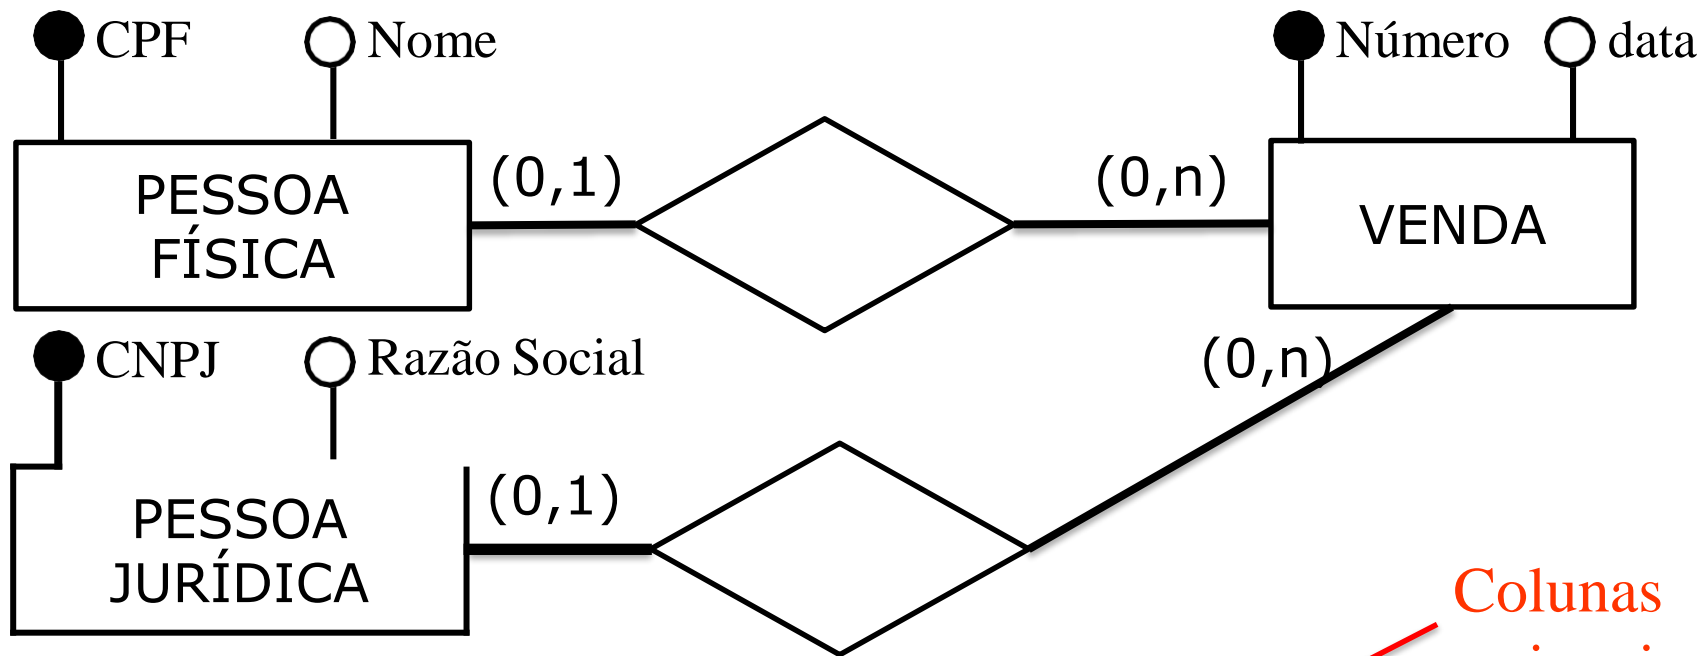 CPF
Nome
Número
data
PESSOA
FÍSICA
(0,1)
(0,n)
VENDA
CNPJ
Razão Social
(0,n)
PESSOA
JURÍDICA
(0,1)
Colunas